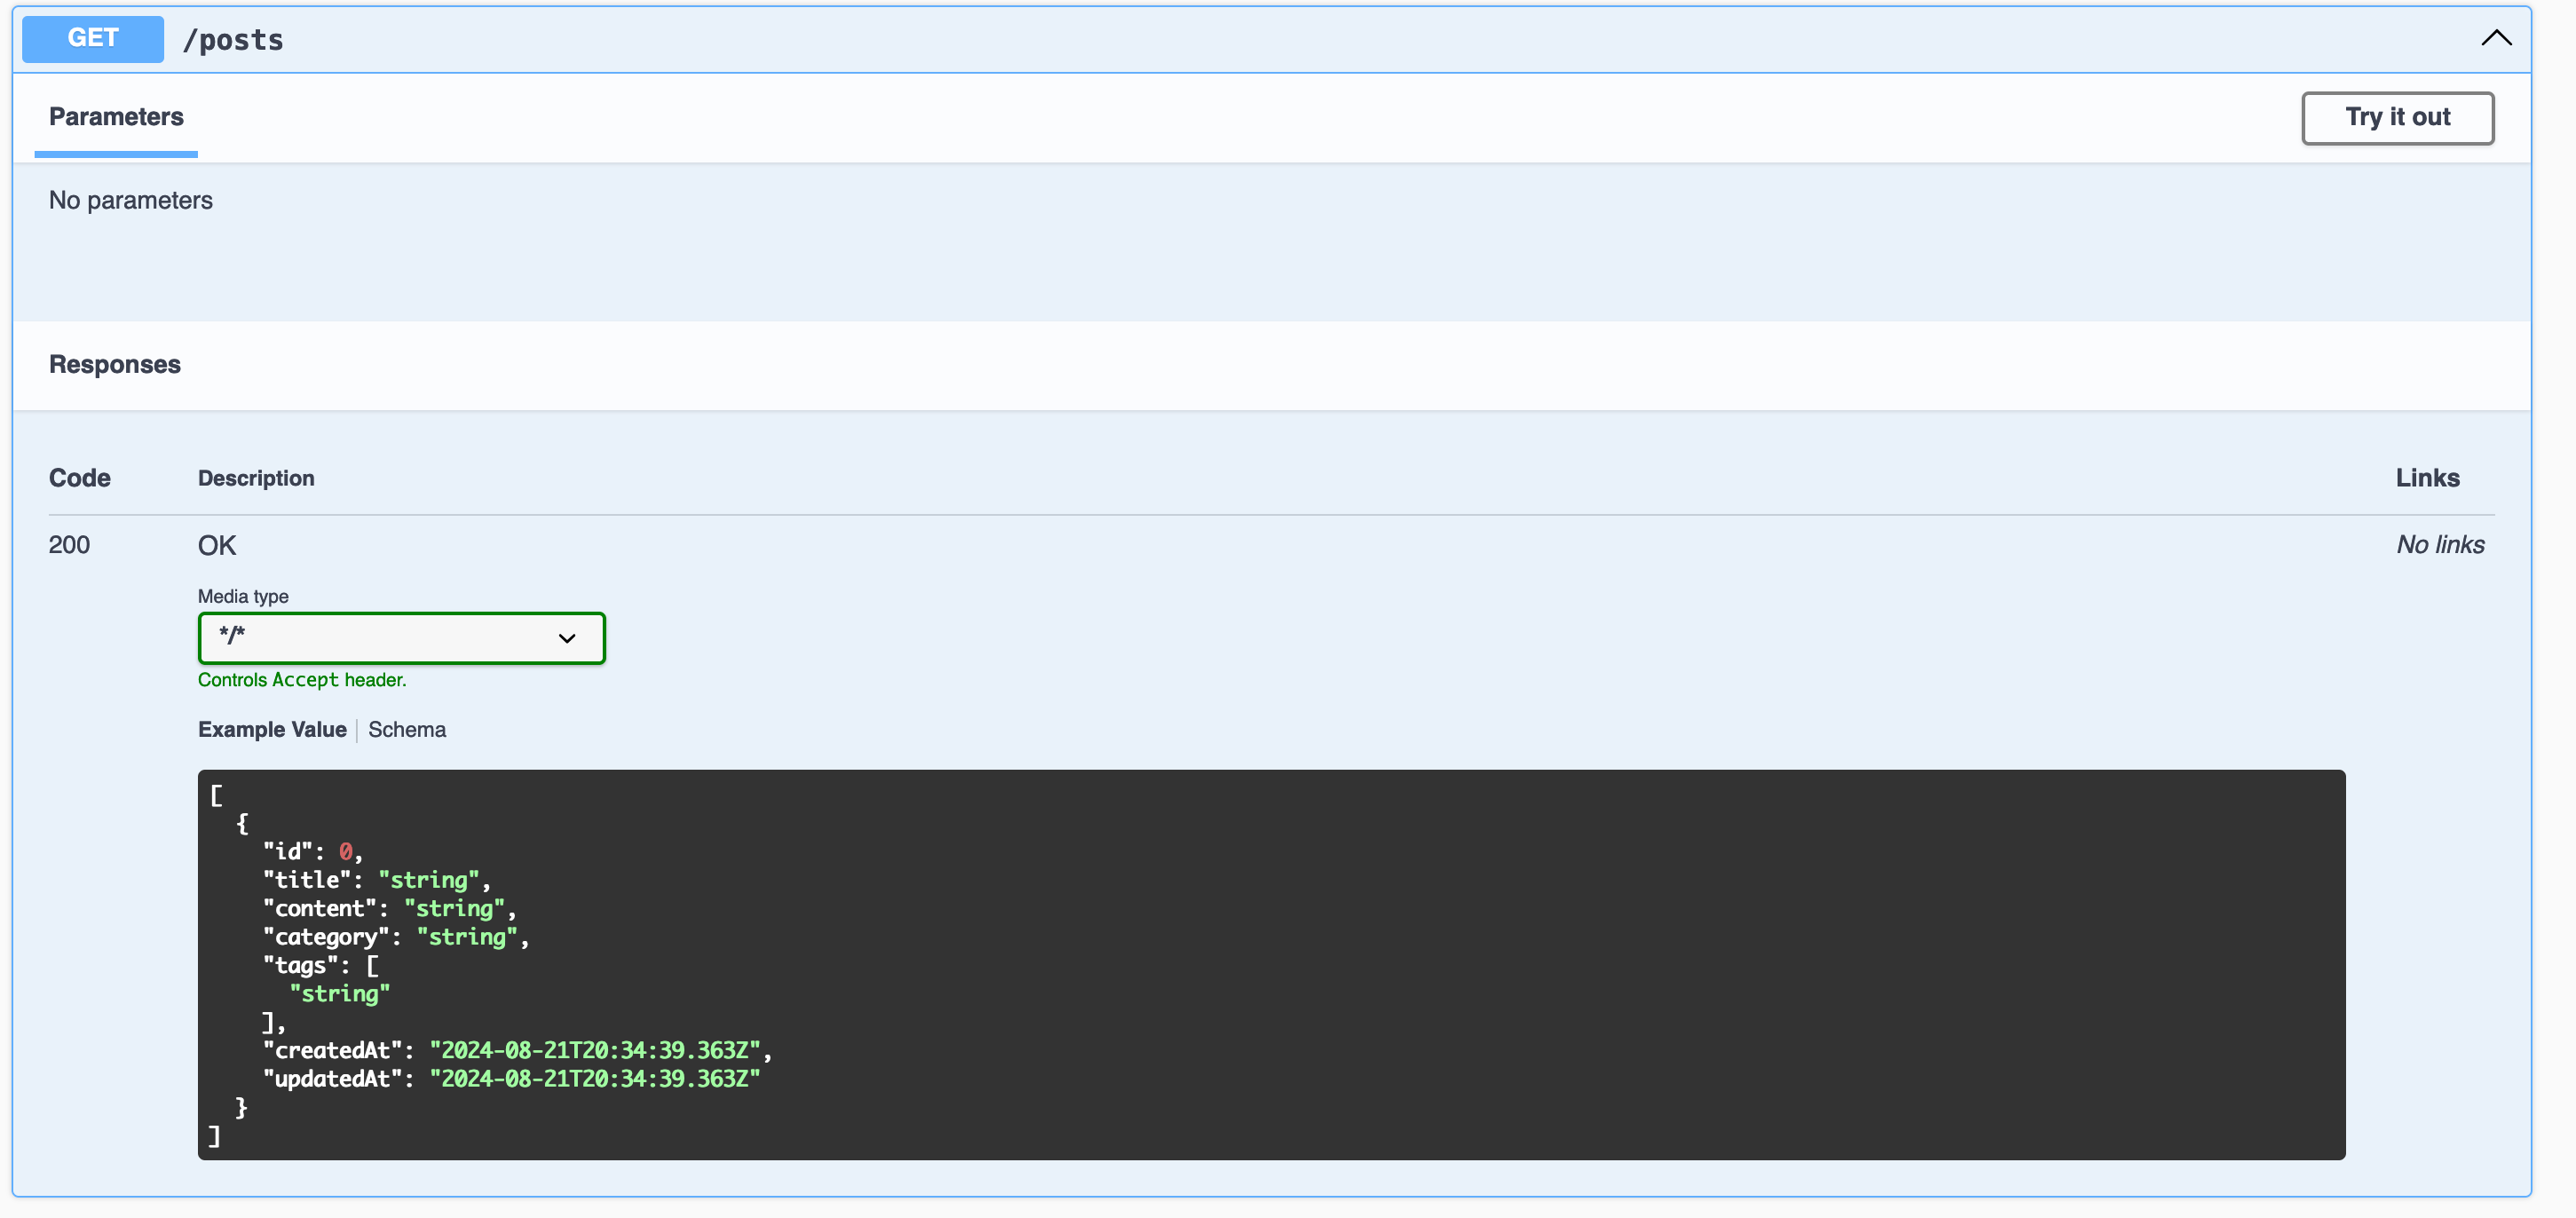 GET /posts
Parameters
Try it out
No parameters
Responses
Code Description Links
200 OK No links
Media type
*/*
Controls Accept header.
Example Value Schema
[
  {
    "id": 0,
    "title": "string",
    "content": "string",
    "category": "string",
    "tags": [
      "string"
    ],
    "createdAt": "2024-08-21T20:34:39.363Z",
    "updatedAt": "2024-08-21T20:34:39.363Z"
  }
]